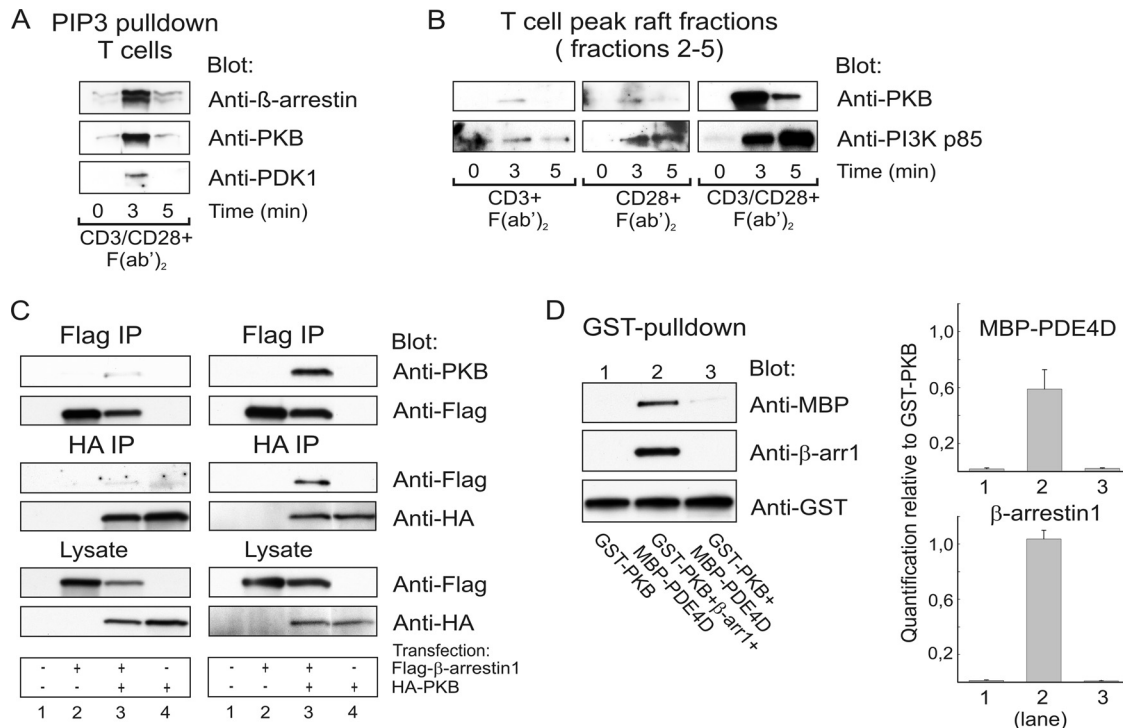 A
PIP3 pulldown
T cells
Blot:
Anti-ß-arrestin
Anti-PKB
Anti-PDK1
0 3 5 Time (min)
CD3/CD28+
F(ab')2
B
T cell peak raft fractions
( fractions 2-5)
Blot:
Anti-PKB
Anti-PI3K p85
0 3 5 0 3 5 0 3 5 Time (min)
CD3+ CD28+ CD3/CD28+
F(ab')2 F(ab')2 F(ab')2
C
Flag IP Flag IP
Blot:
Anti-PKB
Anti-Flag
HA IP HA IP
Anti-Flag
Anti-HA
Lysate Lysate
Anti-Flag
Anti-HA
Transfection:
- + + - - + + - Flag-β-arrestin1
- - + + - - + + HA-PKB
1 2 3 4 1 2 3 4
D
GST-pulldown
1 2 3 Blot:
Anti-MBP
Anti-β-arr1
Anti-GST
GST-PKB
GST-PKB+β-arr1+
MBP-PDE4D
GST-PKB+
MBP-PDE4D
Quantification relative to GST-PKB
MBP-PDE4D
1,0
0,6
0,2
1 2 3
β-arrestin1
1,0
0,6
0,2
1 2 3
(lane)